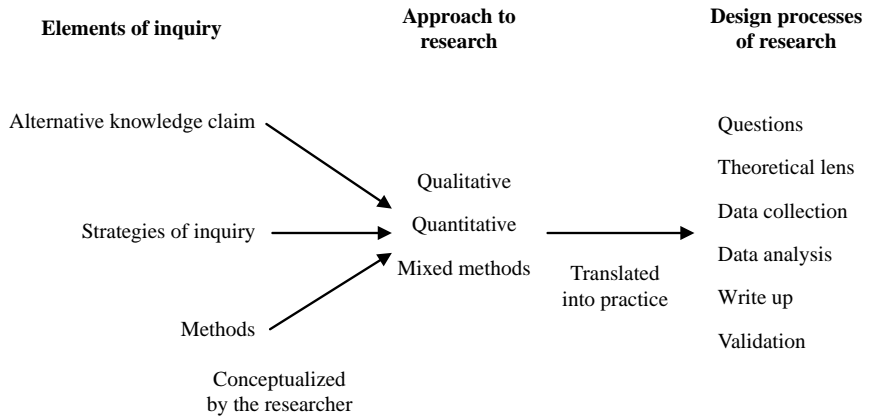 Elements of inquiry
Approach to
research
Design processes
of research
Alternative knowledge claim
Strategies of inquiry
Methods
Conceptualized
by the researcher
Qualitative
Quantitative
Mixed methods
Translated
into practice
Questions
Theoretical lens
Data collection
Data analysis
Write up
Validation